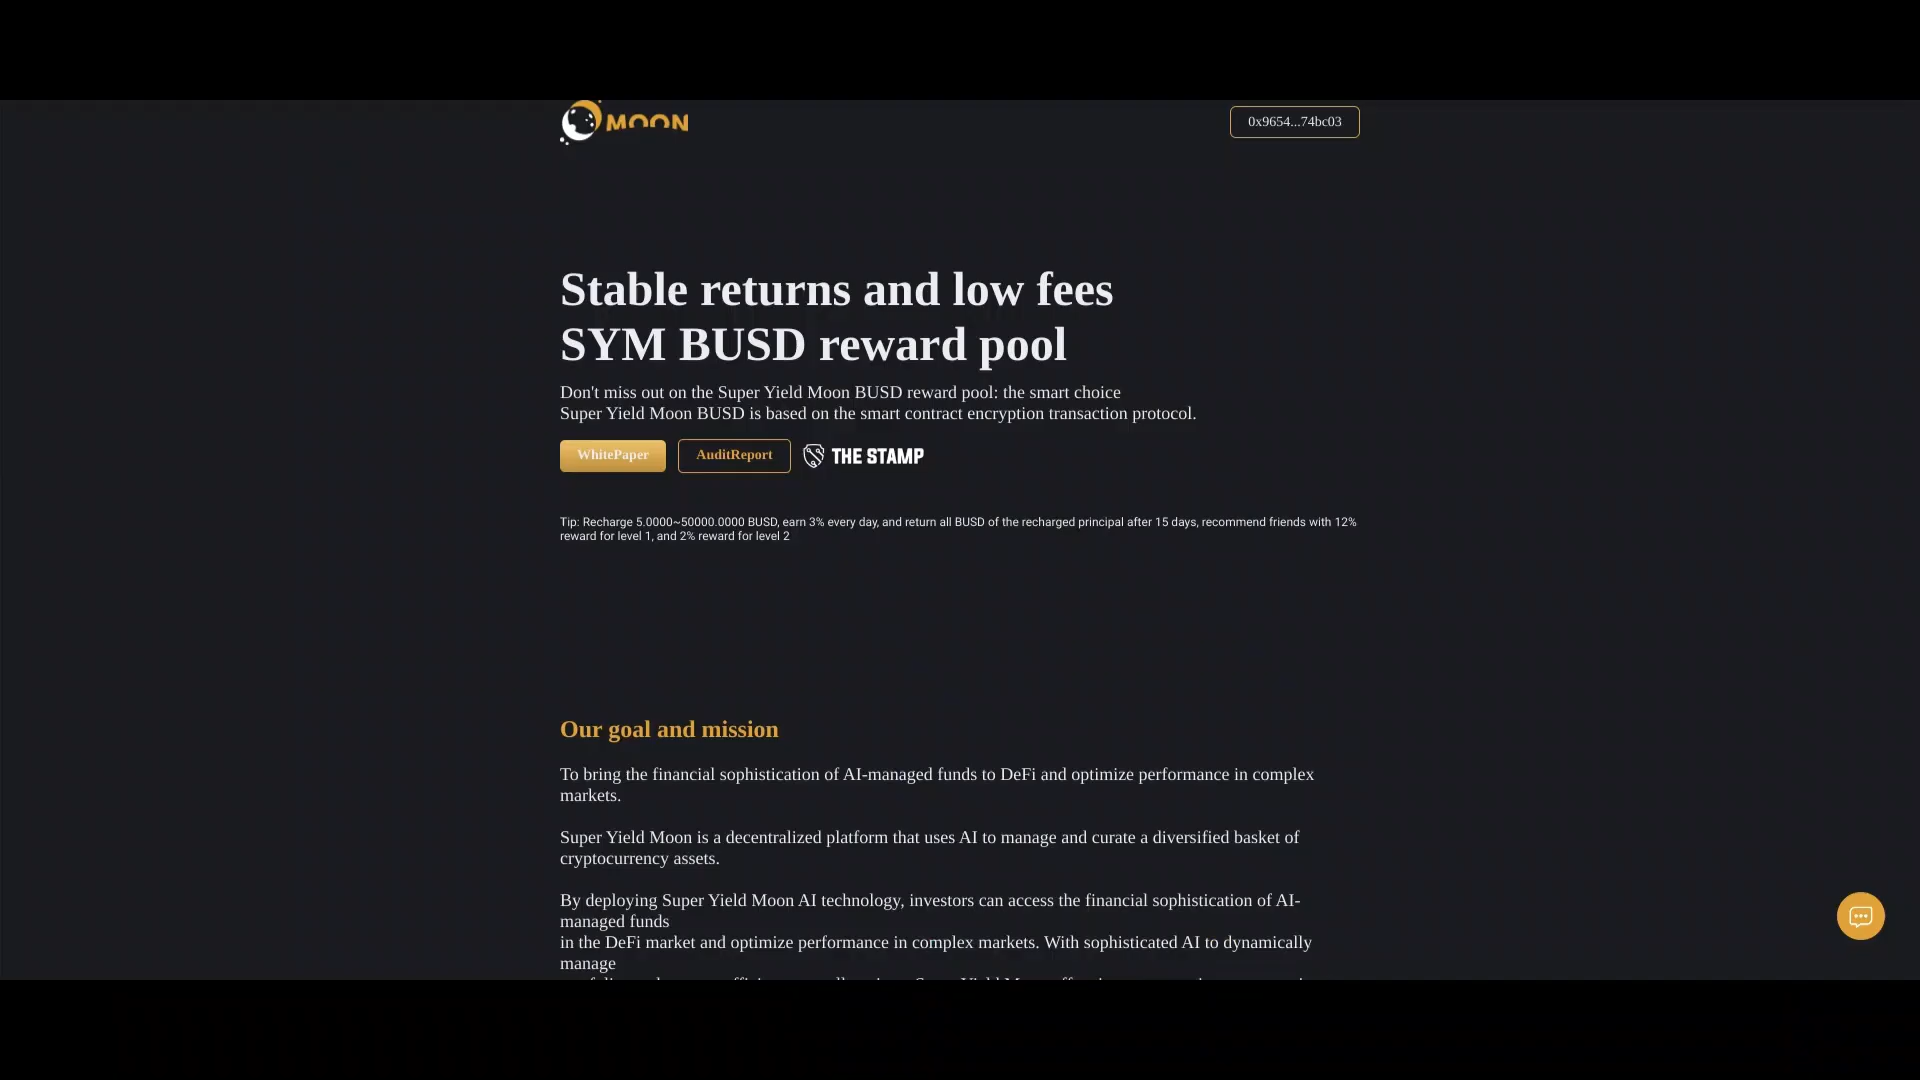 MOON
0x9654...74bc03
Stable returns and low fees
SYM BUSD reward pool
Don't miss out on the Super Yield Moon BUSD reward pool: the smart choice
Super Yield Moon BUSD is based on the smart contract encryption transaction protocol.
WhitePaper
AuditReport
THE STAMP
Tip: Recharge 5.0000~50000.0000 BUSD, earn 3% every day, and return all BUSD of the recharged principal after 15 days, recommend friends with 12%
reward for level 1, and 2% reward for level 2
Our goal and mission
To bring the financial sophistication of AI-managed funds to DeFi and optimize performance in complex
markets.
Super Yield Moon is a decentralized platform that uses AI to manage and curate a diversified basket of
cryptocurrency assets.
By deploying Super Yield Moon AI technology, investors can access the financial sophistication of AI-
managed funds
in the DeFi market and optimize performance in complex markets. With sophisticated AI to dynamically
manage